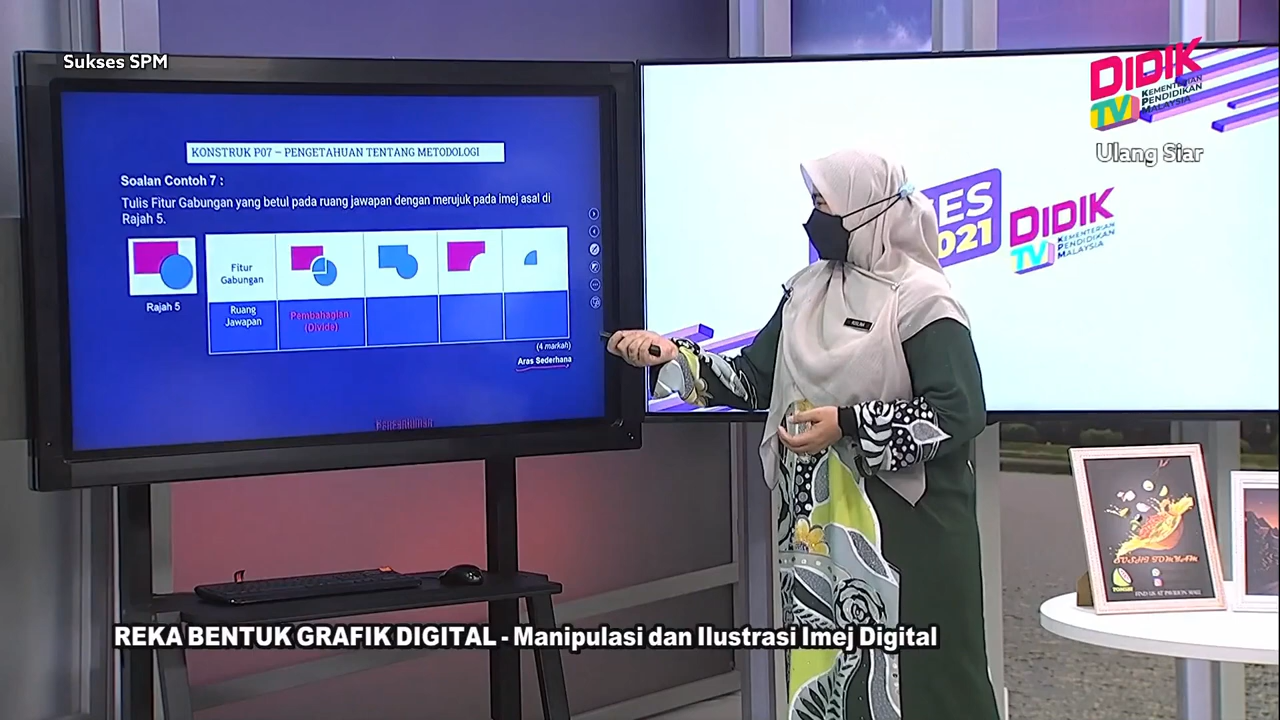 Sukses SPM
DIDIK
TV
KEMENTERIAN
PENDIDIKAN
MALAYSIA
Ulang Siar
KONSTRUK P07 – PENGETAHUAN TENTANG METODOLOGI
Soalan Contoh 7 :
Tulis Fitur Gabungan yang betul pada ruang jawapan dengan merujuk pada imej asal di
Rajah 5.
Rajah 5
Fitur
Gabungan
Ruang
Jawapan
Pembahagian
(Divide)
(4 markah)
Aras Sederhana
2021
DIDIK
TV
KEMENTERIAN
PENDIDIKAN
MALAYSIA
REKA BENTUK GRAFIK DIGITAL - Manipulasi dan Ilustrasi Imej Digital